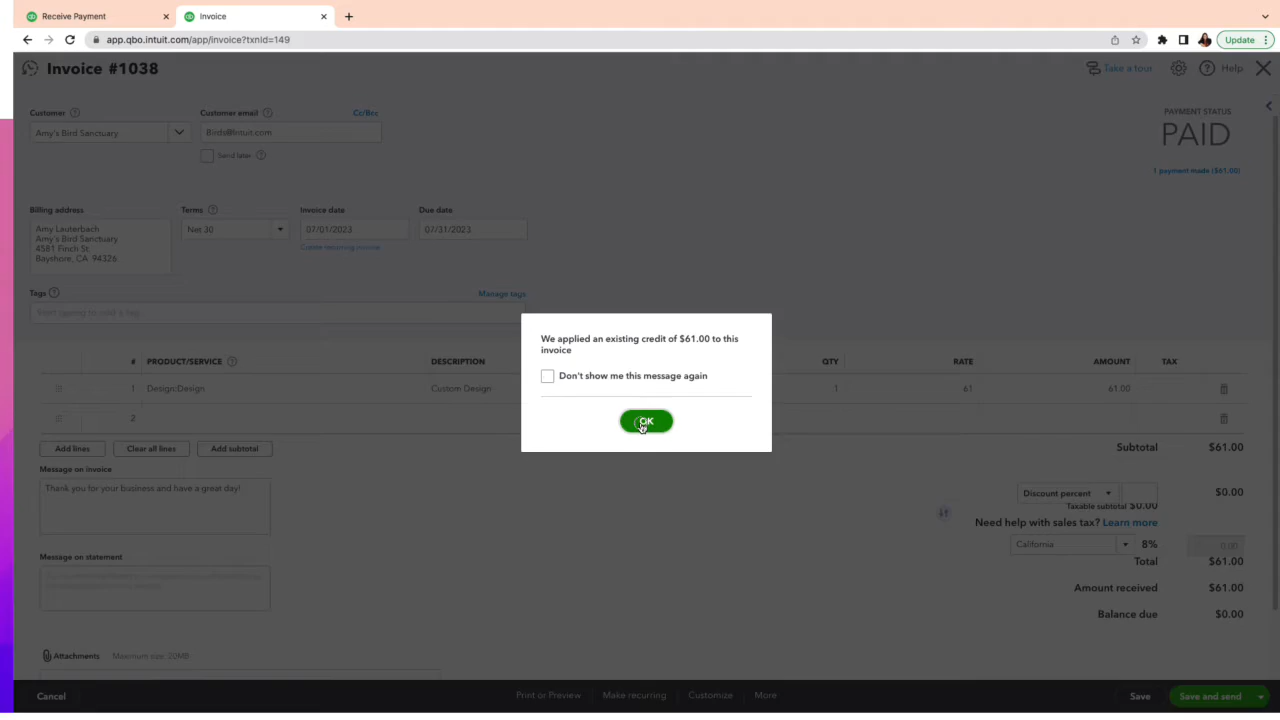 Receive Payment
Invoice
app.qbo.intuit.com/app/invoice?txnId=149
Update
Invoice #1038
Take a tour
Help
Customer
Customer email
Cc/Bcc
PAYMENT STATUS
Amy's Bird Sanctuary
Birds@Intuit.com
PAID
Send later
1 payment made ($61.00)
Billing address
Terms
Invoice date
Due date
Amy Lauterbach
Amy's Bird Sanctuary
4581 Finch St.
Bayshore, CA 94326
Net 30
07/01/2023
07/31/2023
Create recurring invoice
Tags
Manage tags
Start typing to add a tag
We applied an existing credit of $61.00 to this
invoice
Don't show me this message again
OK
# PRODUCT/SERVICE DESCRIPTION QTY RATE AMOUNT TAX
1 Design:Design Custom Design 1 61 61.00
2
Add lines
Clear all lines
Add subtotal
Subtotal $61.00
Message on invoice
Thank you for your business and have a great day!
Discount percent $0.00
Taxable subtotal $0.00
Need help with sales tax? Learn more
California 8% 0.00
Total $61.00
Message on statement
Amount received $61.00
Balance due $0.00
Attachments Maximum size: 20MB
Cancel
Print or Preview
Make recurring
Customize
More
Save
Save and send